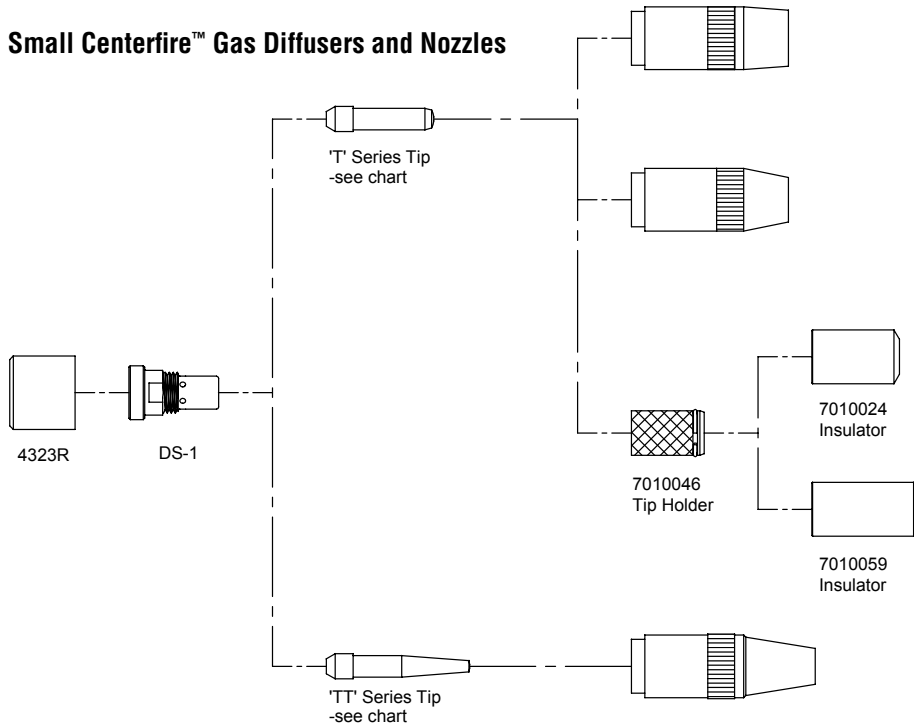 Small Centerfire™ Gas Diffusers and Nozzles
'T' Series Tip
-see chart
4323R
DS-1
7010024
Insulator
7010046
Tip Holder
7010059
Insulator
'TT' Series Tip
-see chart